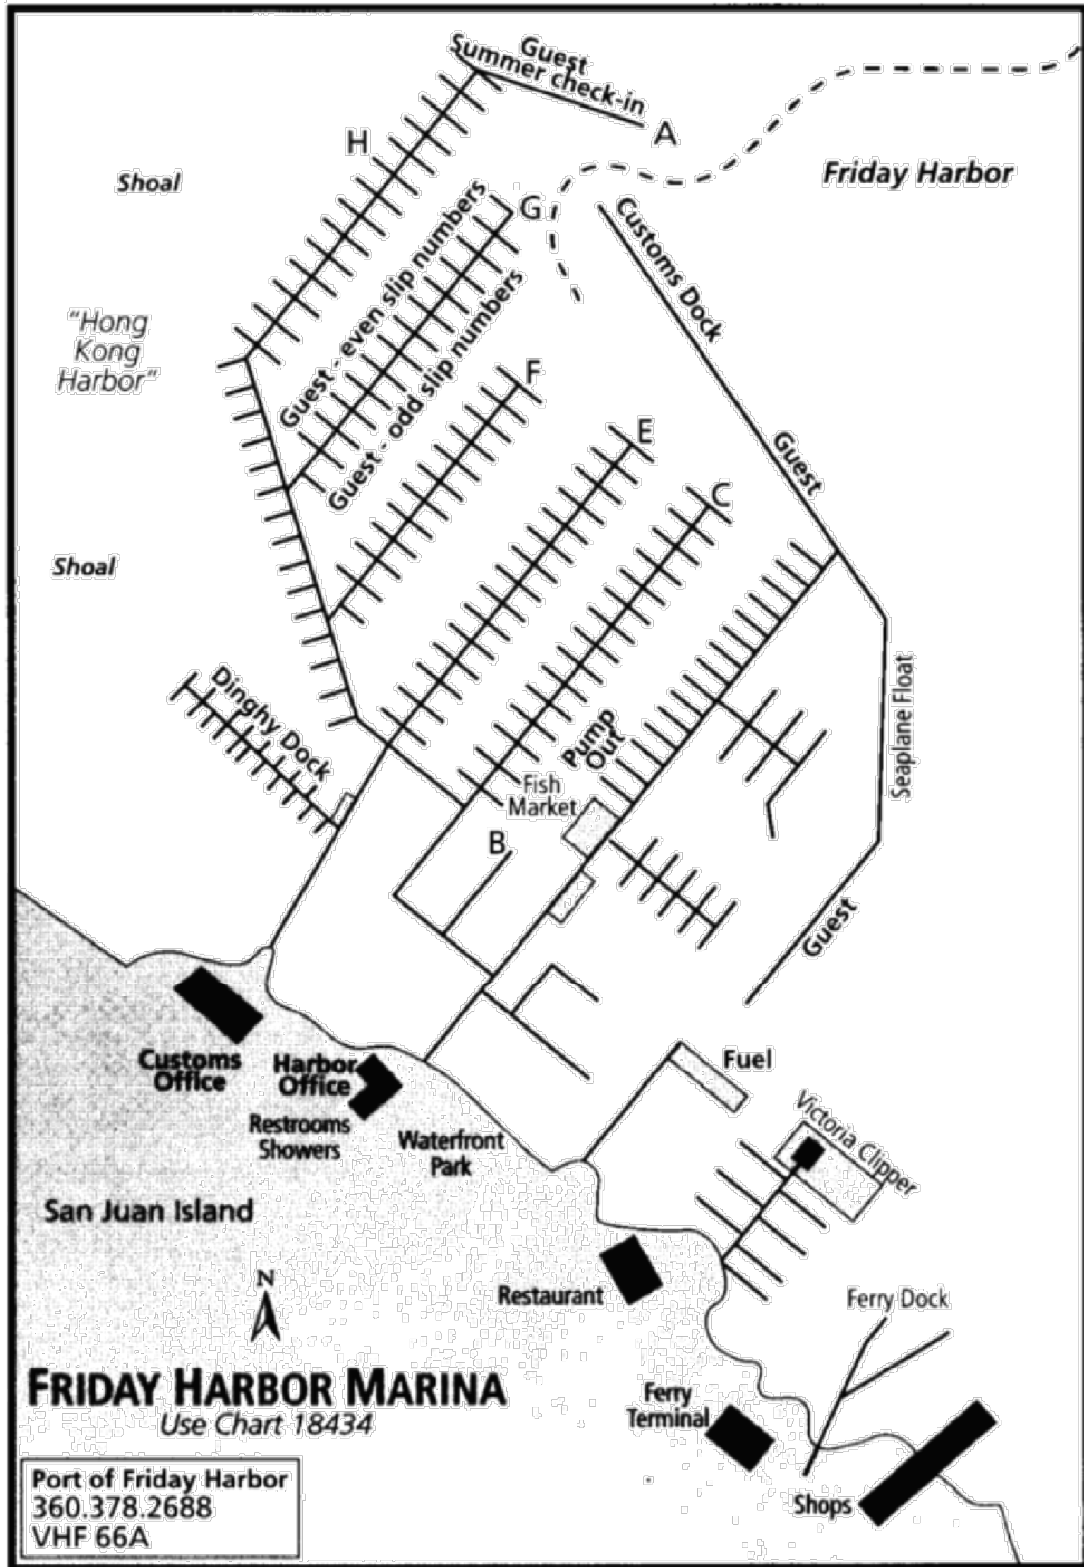 Guest
Summer check-in
A
H
Shoal
Friday Harbor
G
Customs Dock
Guest - even slip numbers
Guest - odd slip numbers
"Hong
Kong
Harbor"
F
E
Guest
C
Shoal
Dinghy Dock
Seaplane Float
Pump
Out
Fish
Market
B
Guest
Customs
Office
Harbor
Office
Fuel
Restrooms
Showers
Waterfront
Park
Victoria Clipper
San Juan Island
N
Restaurant
Ferry Dock
FRIDAY HARBOR MARINA
Use Chart 18434
Ferry
Terminal
Port of Friday Harbor
360.378.2688
VHF 66A
Shops